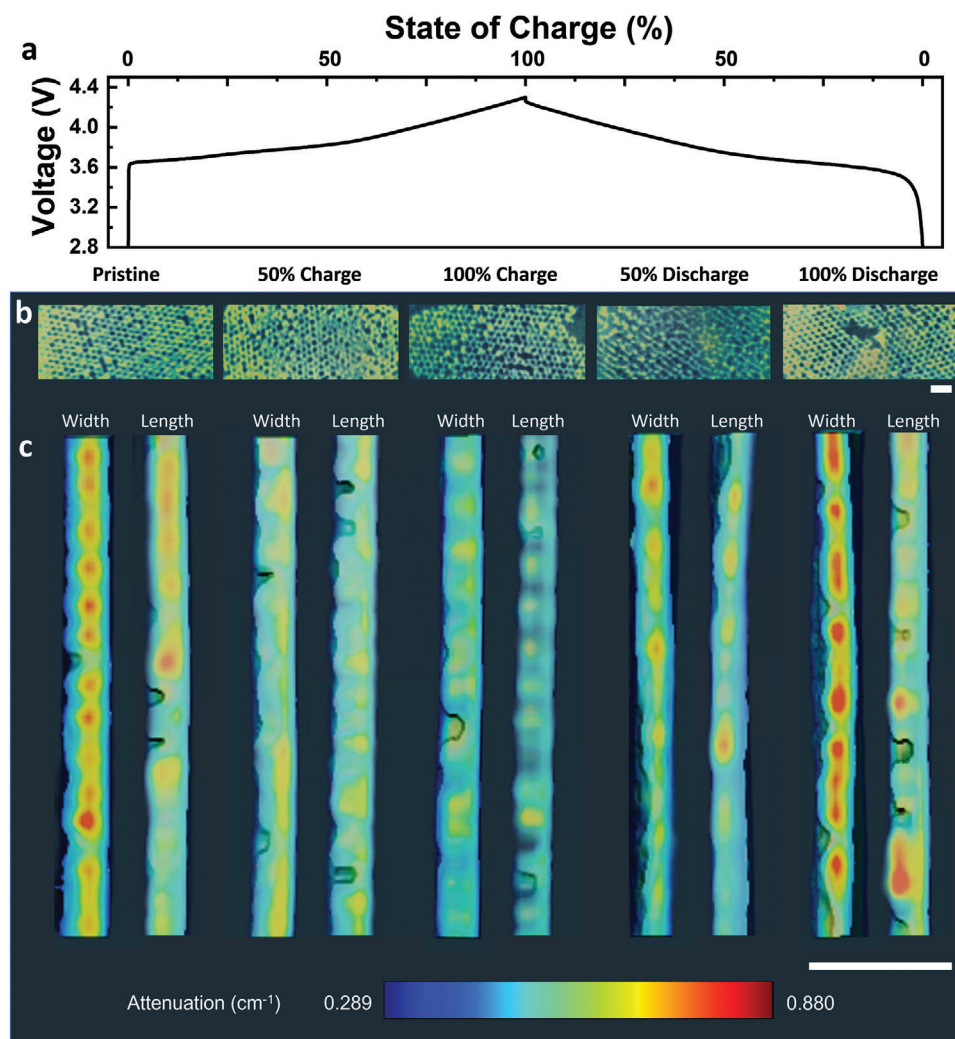 State of Charge (%)
a
0 50 100 50 0
Voltage (V)
4.4
4.0
3.6
3.2
2.8
Pristine 50% Charge 100% Charge 50% Discharge 100% Discharge
b
Width Length Width Length Width Length Width Length Width Length
c
Attenuation (cm⁻¹) 0.289 0.880